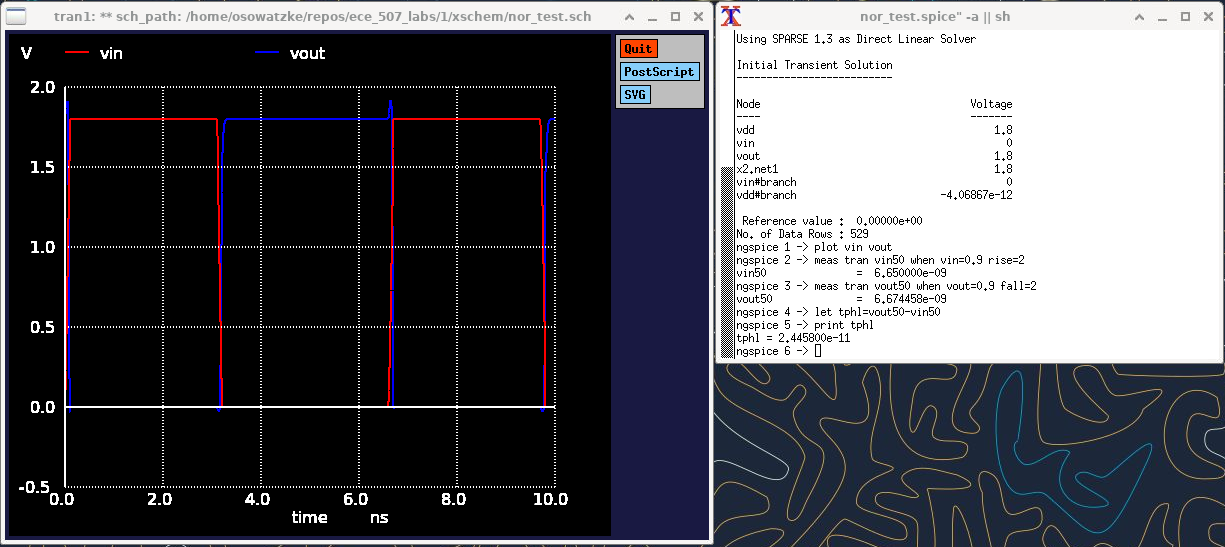 tran1: ** sch_path: /home/osowatzke/repos/ece_507_labs/1/xschem/nor_test.sch
V vin vout
2.0
1.5
1.0
0.5
0.0
-0.5
0.0 2.0 4.0 6.0 8.0 10.0
time ns
Quit
PostScript
SVG
nor_test.spice" -a || sh
Using SPARSE 1.3 as Direct Linear Solver
Initial Transient Solution
--------------------------
Node Voltage
---- -------
vdd 1.8
vin 0
vout 1.8
x2.net1 1.8
vin#branch 0
vdd#branch -4.06867e-12
Reference value : 0.00000e+00
No. of Data Rows : 529
ngspice 1 -> plot vin vout
ngspice 2 -> meas tran vin50 when vin=0.9 rise=2
vin50 = 6.650000e-09
ngspice 3 -> meas tran vout50 when vout=0.9 fall=2
vout50 = 6.674458e-09
ngspice 4 -> let tphl=vout50-vin50
ngspice 5 -> print tphl
tphl = 2.445800e-11
ngspice 6 ->